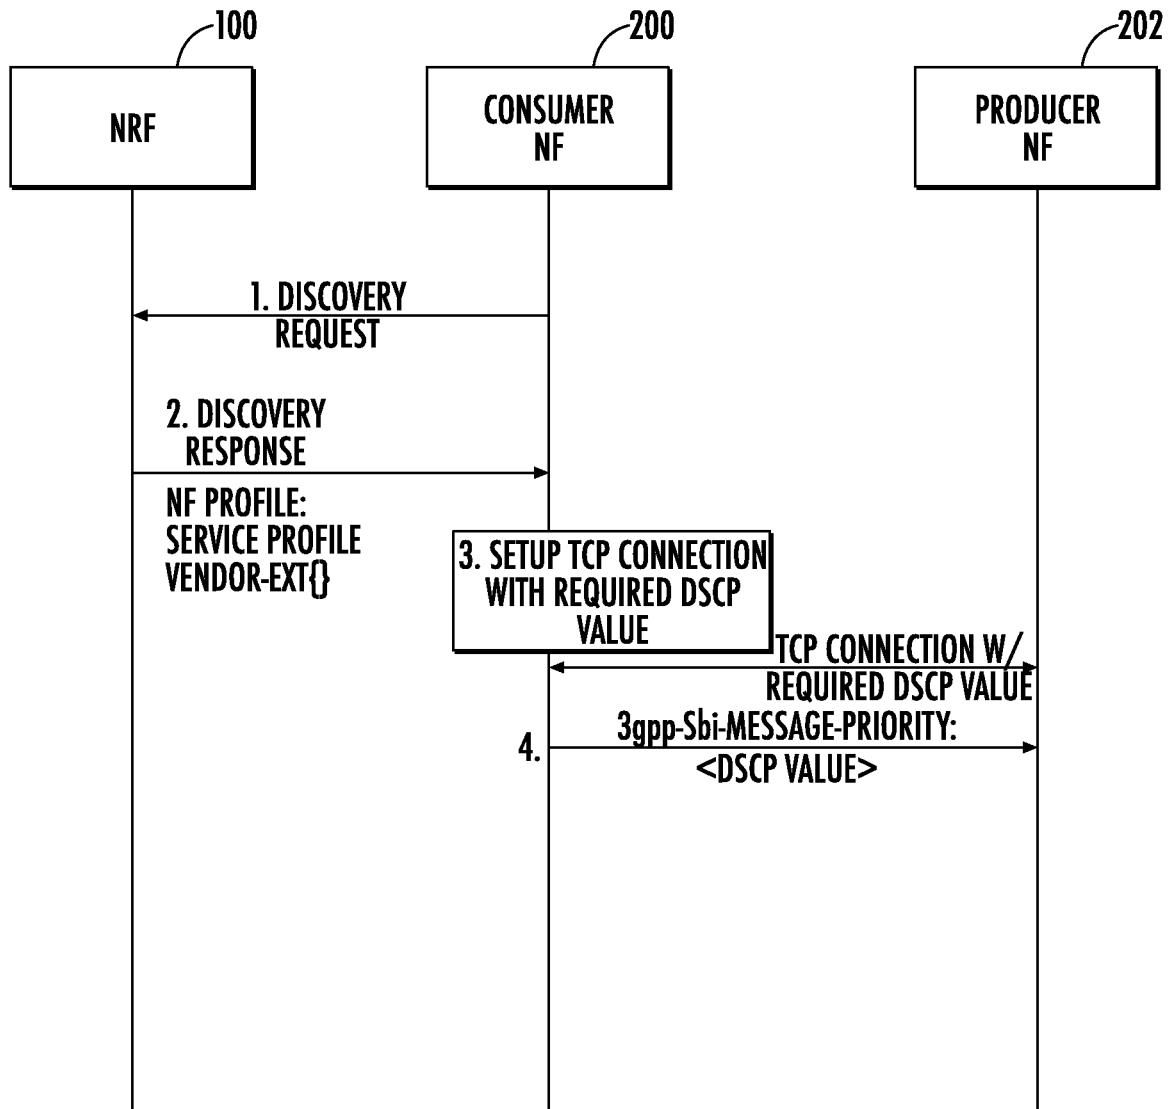 100
200
202
NRF
CONSUMER
NF
PRODUCER
NF
1. DISCOVERY
REQUEST
2. DISCOVERY
RESPONSE
NF PROFILE:
SERVICE PROFILE
VENDOR-EXT{}
3. SETUP TCP CONNECTION
WITH REQUIRED DSCP
VALUE
TCP CONNECTION W/
REQUIRED DSCP VALUE
4.
3gpp-Sbi-MESSAGE-PRIORITY:
<DSCP VALUE>